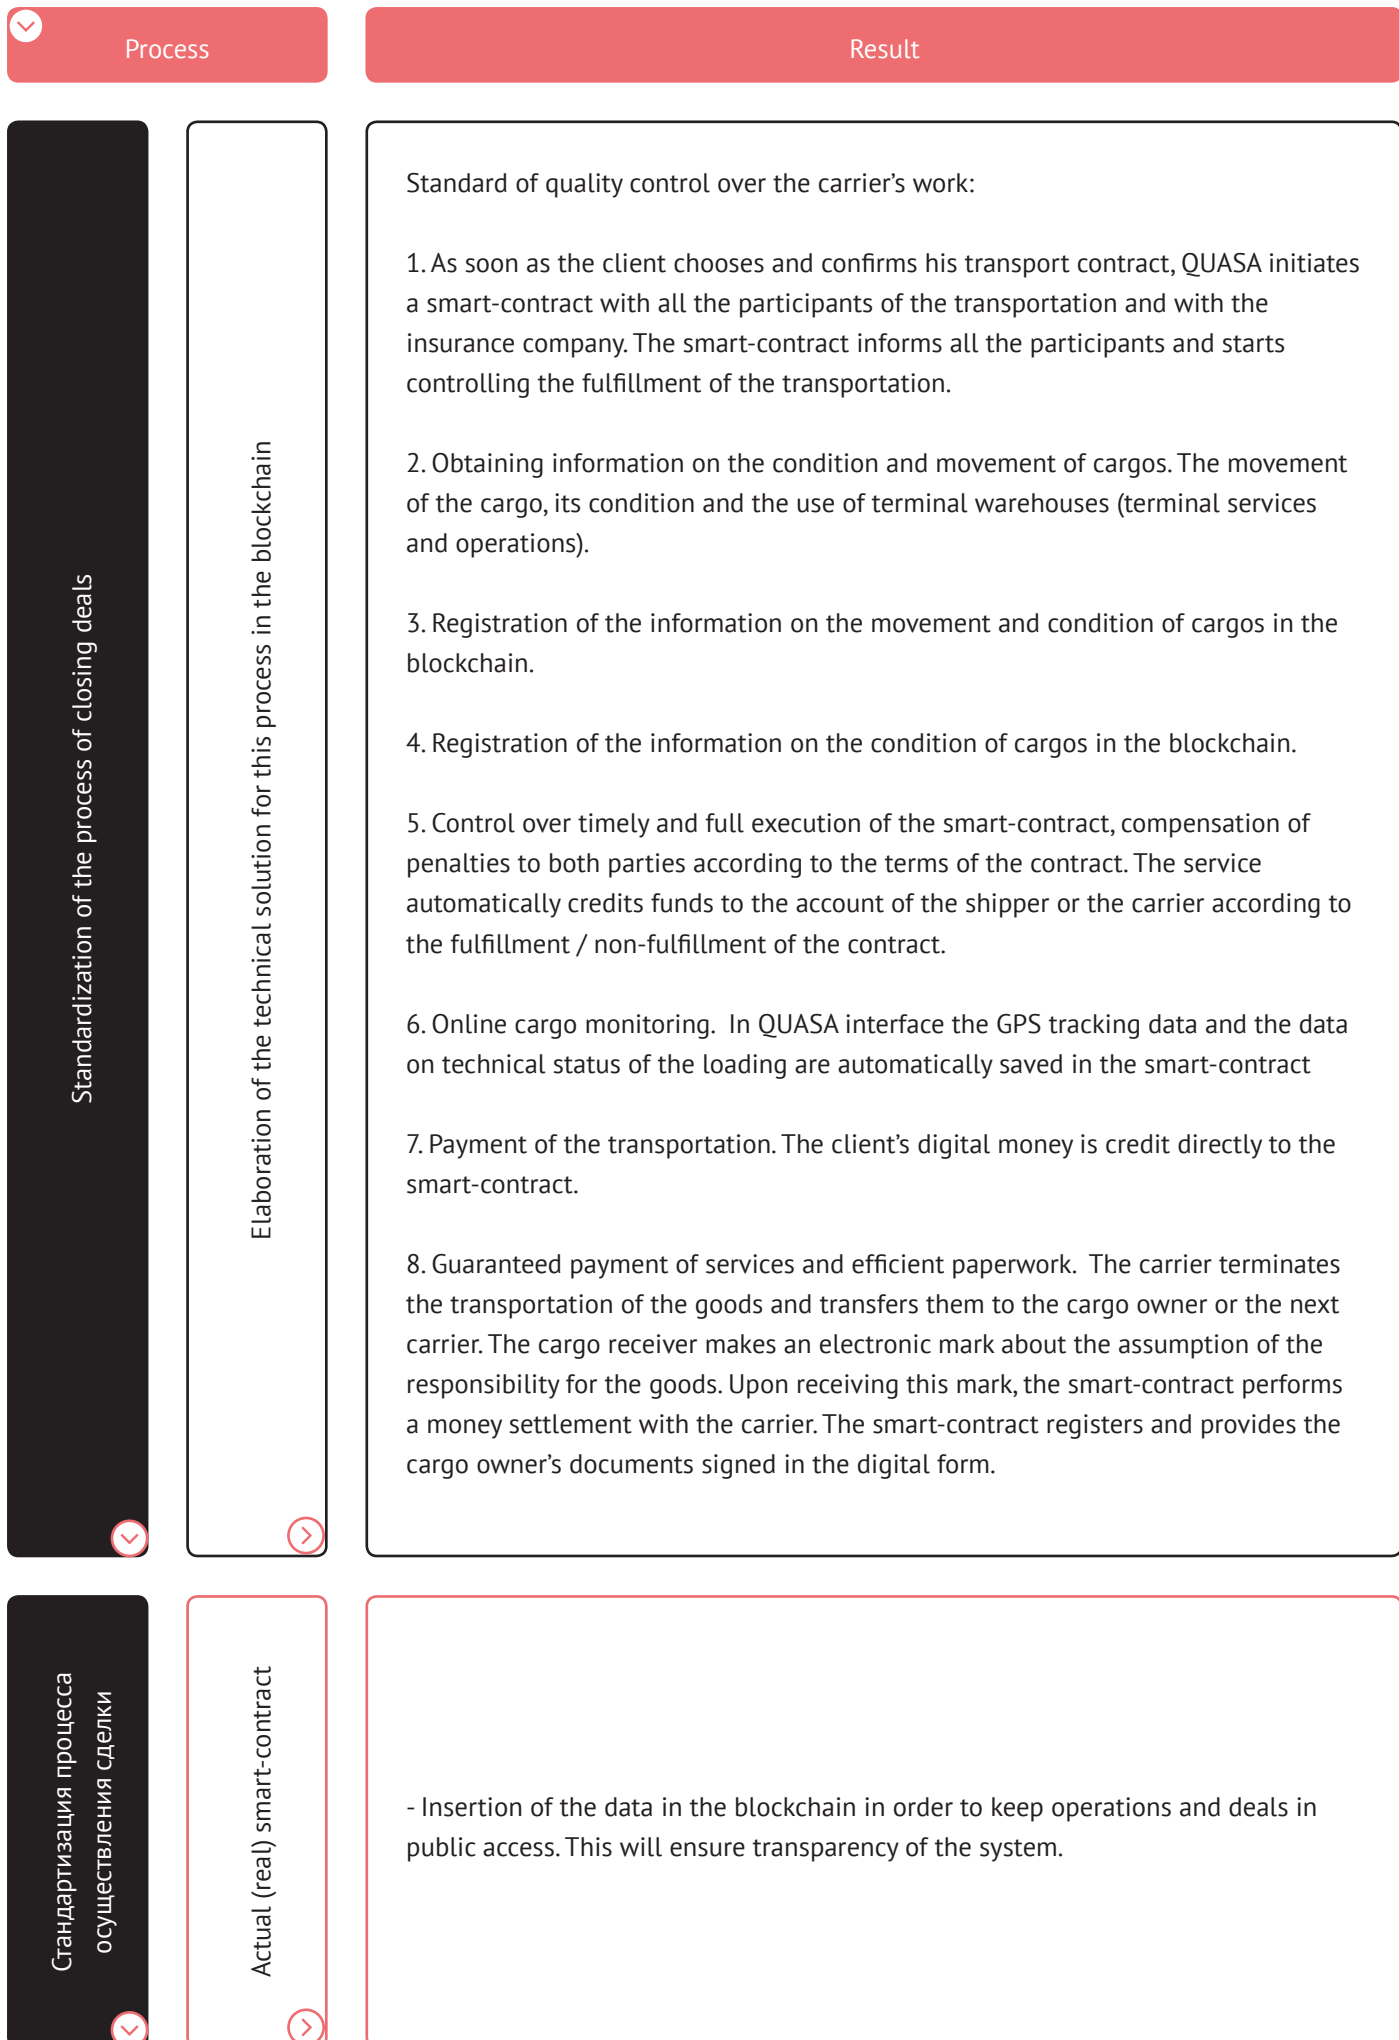 Process
Result
Standardization of the process of closing deals
Elaboration of the technical solution for this process in the blockchain
Standard of quality control over the carrier’s work:
1. As soon as the client chooses and confirms his transport contract, QUASA initiates
a smart-contract with all the participants of the transportation and with the
insurance company. The smart-contract informs all the participants and starts
controlling the fulfillment of the transportation.
2. Obtaining information on the condition and movement of cargos. The movement
of the cargo, its condition and the use of terminal warehouses (terminal services
and operations).
3. Registration of the information on the movement and condition of cargos in the
blockchain.
4. Registration of the information on the condition of cargos in the blockchain.
5. Control over timely and full execution of the smart-contract, compensation of
penalties to both parties according to the terms of the contract. The service
automatically credits funds to the account of the shipper or the carrier according to
the fulfillment / non-fulfillment of the contract.
6. Online cargo monitoring.  In QUASA interface the GPS tracking data and the data
on technical status of the loading are automatically saved in the smart-contract
7. Payment of the transportation. The client’s digital money is credit directly to the
smart-contract.
8. Guaranteed payment of services and efficient paperwork.  The carrier terminates
the transportation of the goods and transfers them to the cargo owner or the next
carrier. The cargo receiver makes an electronic mark about the assumption of the
responsibility for the goods. Upon receiving this mark, the smart-contract performs
a money settlement with the carrier. The smart-contract registers and provides the
cargo owner’s documents signed in the digital form.
Стандартизация процесса
осуществления сделки
Actual (real) smart-contract
- Insertion of the data in the blockchain in order to keep operations and deals in
public access. This will ensure transparency of the system.